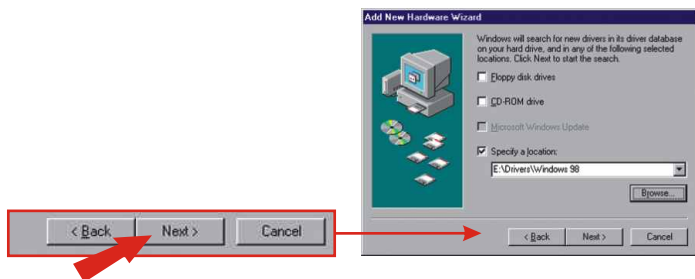 Add New Hardware Wizard
Windows will search for new drivers in its driver database
on your hard drive, and in any of the following selected
locations. Click Next to start the search.
Floppy disk drives
CD-ROM drive
Microsoft Windows Update
Specify a location:
E:\Drivers\Windows 98
Browse...
< Back
Next >
Cancel
< Back
Next >
Cancel